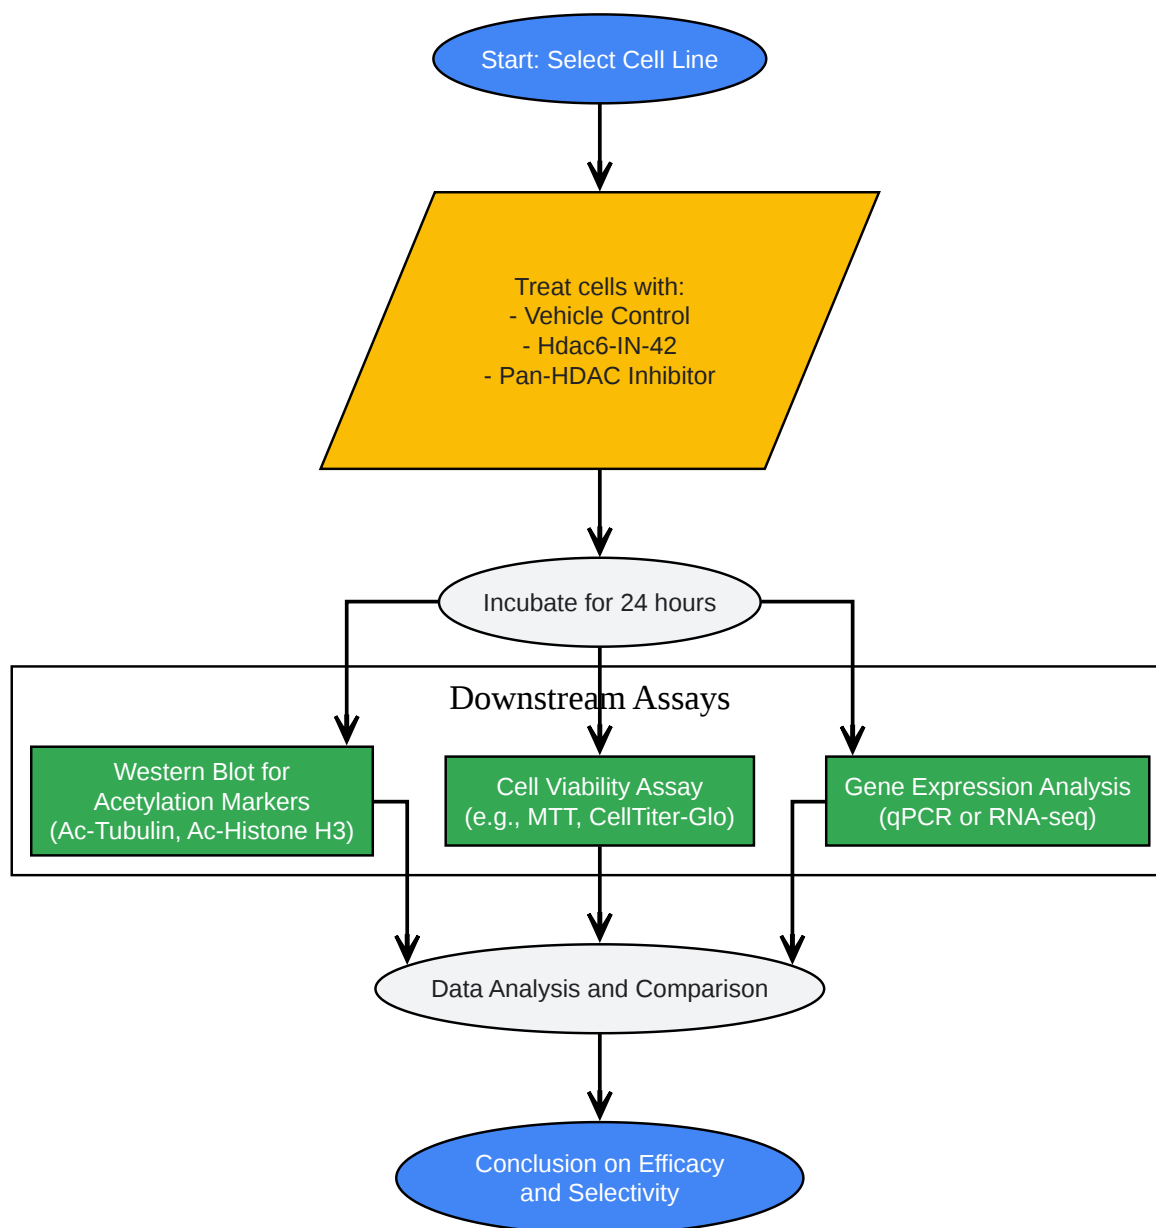 Start: Select Cell Line
Treat cells with:
- Vehicle Control
- Hdac6-IN-42
- Pan-HDAC Inhibitor
Incubate for 24 hours
Downstream Assays
Western Blot for
Acetylation Markers
(Ac-Tubulin, Ac-Histone H3)
Cell Viability Assay
(e.g., MTT, CellTiter-Glo)
Gene Expression Analysis
(qPCR or RNA-seq)
Data Analysis and Comparison
Conclusion on Efficacy
and Selectivity